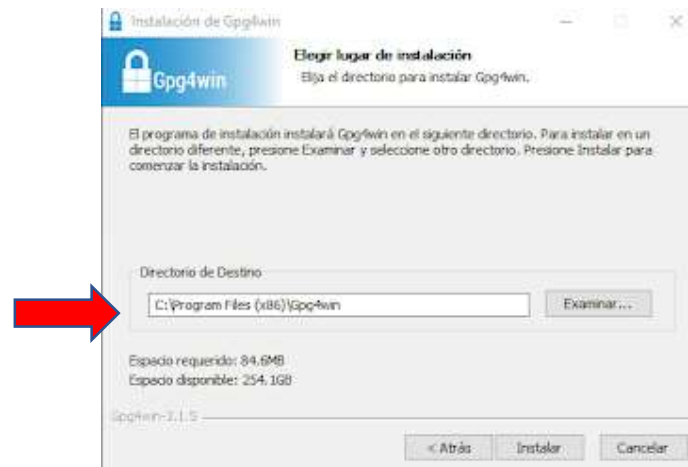 Instalación de Gpg4win
Gpg4win
Elegir lugar de instalación
Elija el directorio para instalar Gpg4win.
El programa de instalación instalará Gpg4win en el siguiente directorio. Para instalar en un
directorio diferente, presione Examinar y seleccione otro directorio. Presione Instalar para
comenzar la instalación.
Directorio de Destino
C:\Program Files (x86)\Gpg4win
Examinar...
Espacio requerido: 84.6MB
Espacio disponible: 254.1GB
Gpg4win-3.1.5
< Atrás
Instalar
Cancelar